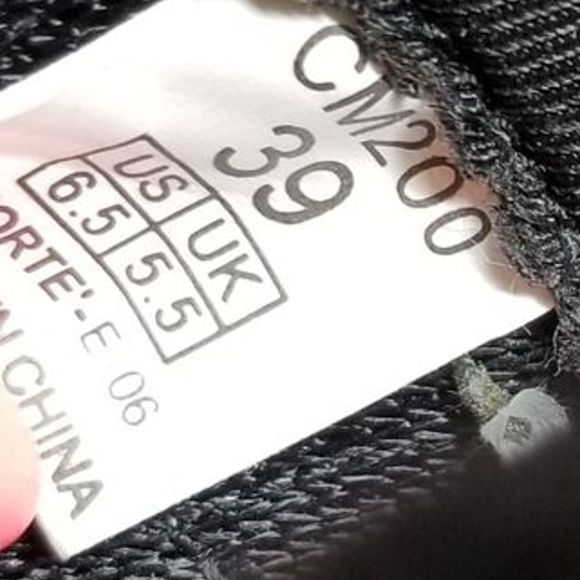 CM200
39
US UK
6.5 5.5
ORTE'-E 06
CHINA